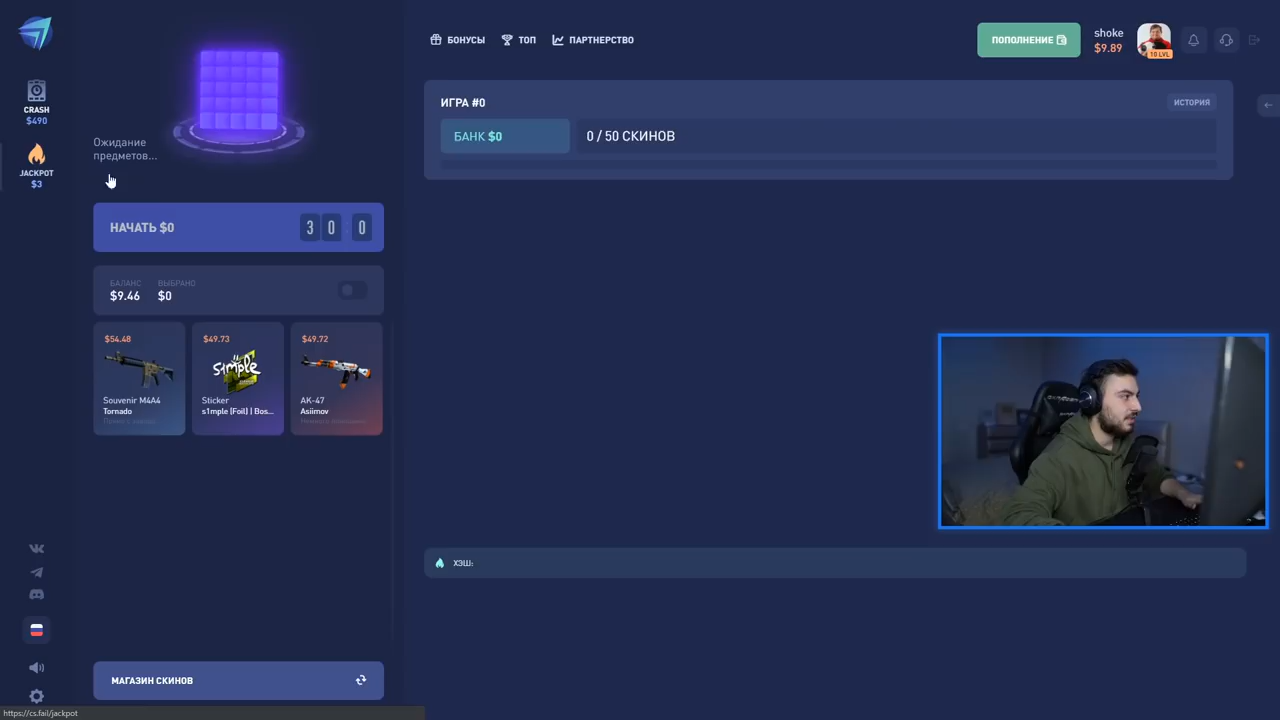 CRASH
$490
JACKPOT
$3
Ожидание
предметов...
НАЧАТЬ $0
3 0 : 0
БАЛАНС
$9.46
ВЫБРАНО
$0
$54.48
Souvenir M4A4
Tornado
$49.73
s1mple
Sticker
s1mple (Foil) | Bos...
$49.72
AK-47
Asiimov
МАГАЗИН СКИНОВ
БОНУСЫ
ТОП
ПАРТНЕРСТВО
ПОПОЛНЕНИЕ
shoke
$9.89
10 LVL
ИГРА #0
ИСТОРИЯ
БАНК $0
0 / 50 СКИНОВ
ХЭШ:
https://cs.fail/jackpot